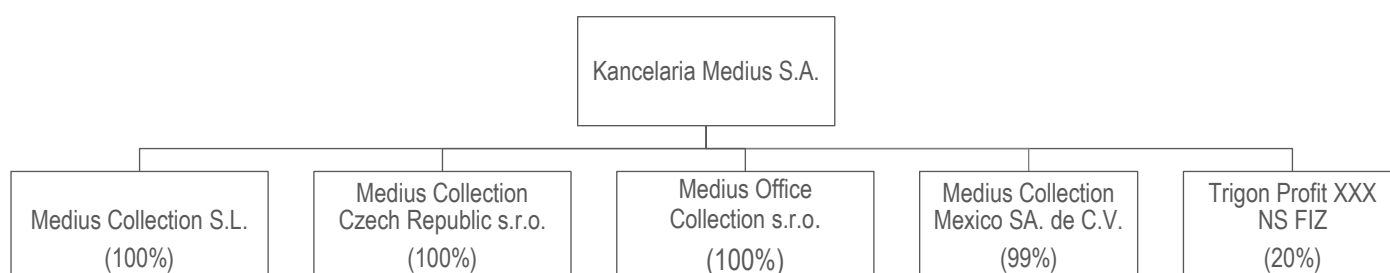 Kancelaria Medius S.A.
Medius Collection S.L.
(100%)
Medius Collection
Czech Republic s.r.o.
(100%)
Medius Office
Collection s.r.o.
(100%)
Medius Collection
Mexico SA. de C.V.
(99%)
Trigon Profit XXX
NS FIZ
(20%)